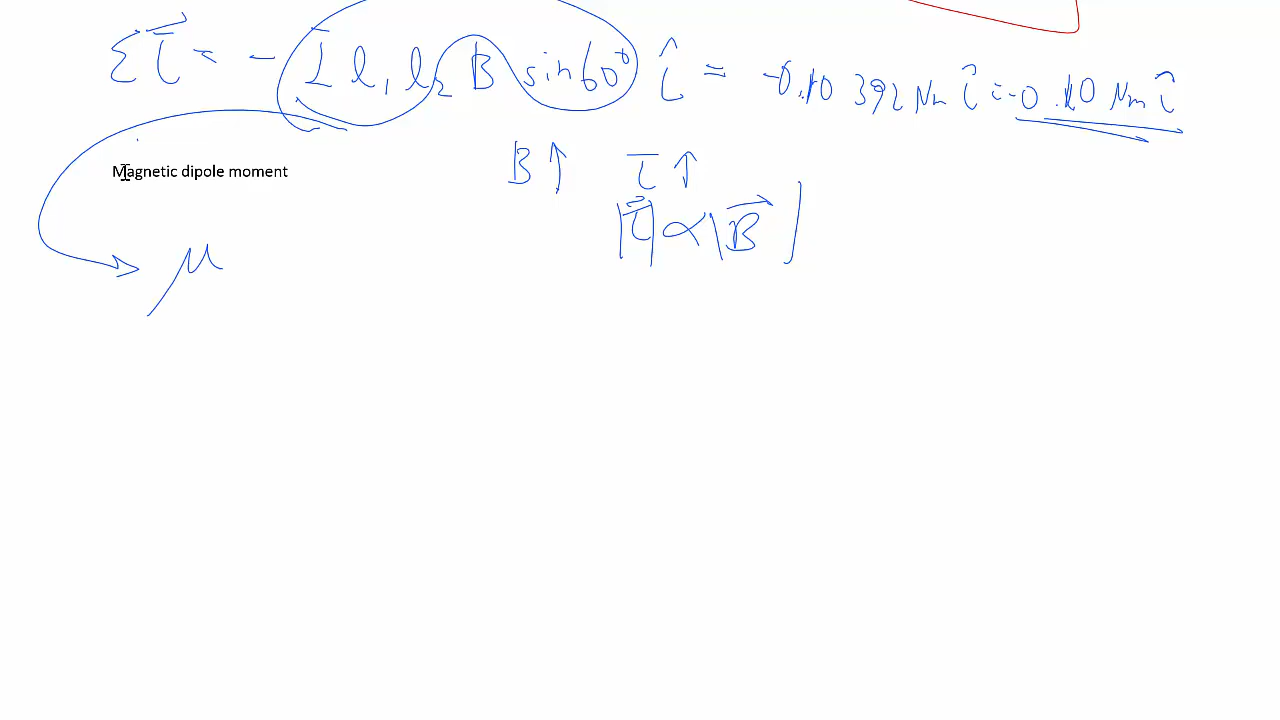 Στ⃗ = - I l₁ l₂ B sin60° î = -0.10392 Nm î = -0.10 Nm î
B↑ τ↑
Magnetic dipole moment
|τ⃗| ∝ |B⃗|
μ